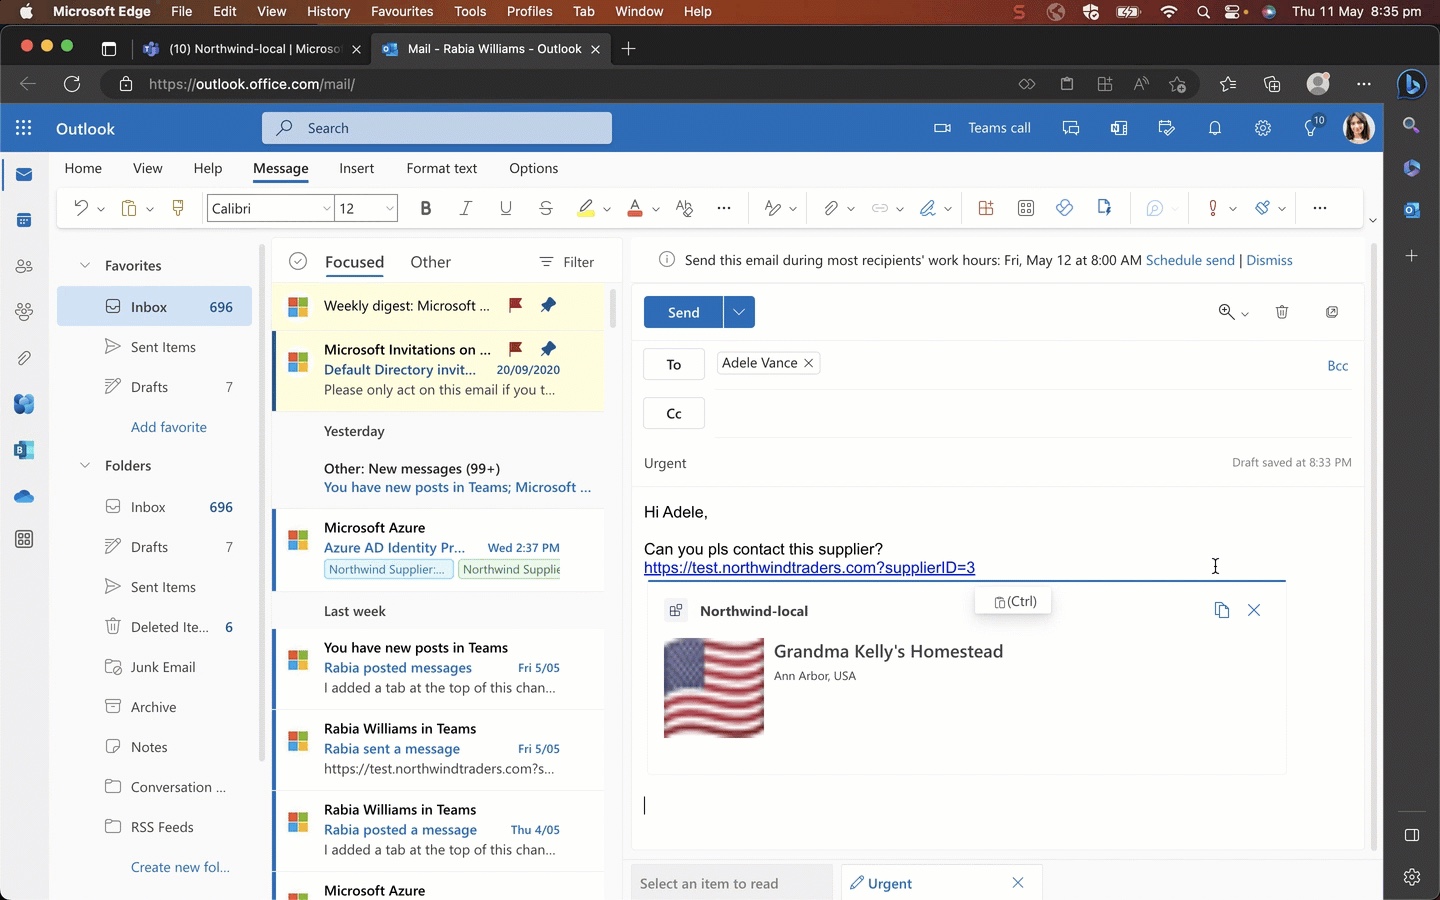 Microsoft Edge File Edit View History Favourites Tools Profiles Tab Window Help Thu 11 May 8:35 pm
(10) Northwind-local | Microso Mail - Rabia Williams - Outlook
https://outlook.office.com/mail/
Outlook Search Teams call 10
Home View Help Message Insert Format text Options
Calibri 12 B I U S A
Favorites
Inbox 696
Sent Items
Drafts 7
Add favorite
Folders
Inbox 696
Drafts 7
Sent Items
Deleted Ite... 6
Junk Email
Archive
Notes
Conversation ...
RSS Feeds
Create new fol...
Focused Other Filter
Weekly digest: Microsoft ...
Microsoft Invitations on ...
Default Directory invit... 20/09/2020
Please only act on this email if you t...
Yesterday
Other: New messages (99+)
You have new posts in Teams; Microsoft ...
Microsoft Azure
Azure AD Identity Pr... Wed 2:37 PM
Northwind Supplier:... Northwind Supplie
Last week
You have new posts in Teams
Rabia posted messages Fri 5/05
I added a tab at the top of this chan...
Rabia Williams in Teams
Rabia sent a message Fri 5/05
https://test.northwindtraders.com?s...
Rabia Williams in Teams
Rabia posted a message Thu 4/05
I added a tab at the top of this chan...
Microsoft Azure
Send this email during most recipients' work hours: Fri, May 12 at 8:00 AM Schedule send | Dismiss
Send
To Adele Vance Bcc
Cc
Urgent Draft saved at 8:33 PM
Hi Adele,
Can you pls contact this supplier?
https://test.northwindtraders.com?supplierID=3
(Ctrl)
Northwind-local
Grandma Kelly's Homestead
Ann Arbor, USA
Select an item to read Urgent